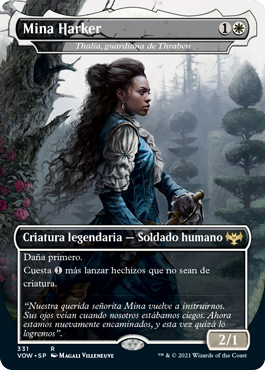 Mina Harker 1
Thalia, guardiana de Thraben
Criatura legendaria — Soldado humano
Daña primero.
Cuesta 1 más lanzar hechizos que no sean de
criatura.
“Nuestra querida señorita Mina vuelve a instruirnos.
Sus ojos veían cuando nosotros estábamos ciegos. Ahora
estamos nuevamente encaminados, y esta vez quizá lo
logremos”.
2/1
331 R
VOW • SP Magali Villeneuve
™ & © 2021 Wizards of the Coast